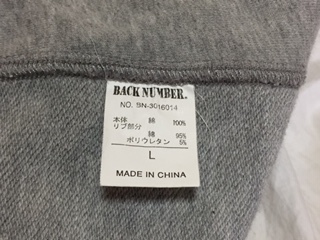 BACK NUMBER.
NO. BN-3016014
本体 綿 100%
リブ部分
綿 95%
ポリウレタン 5%
L
MADE IN CHINA